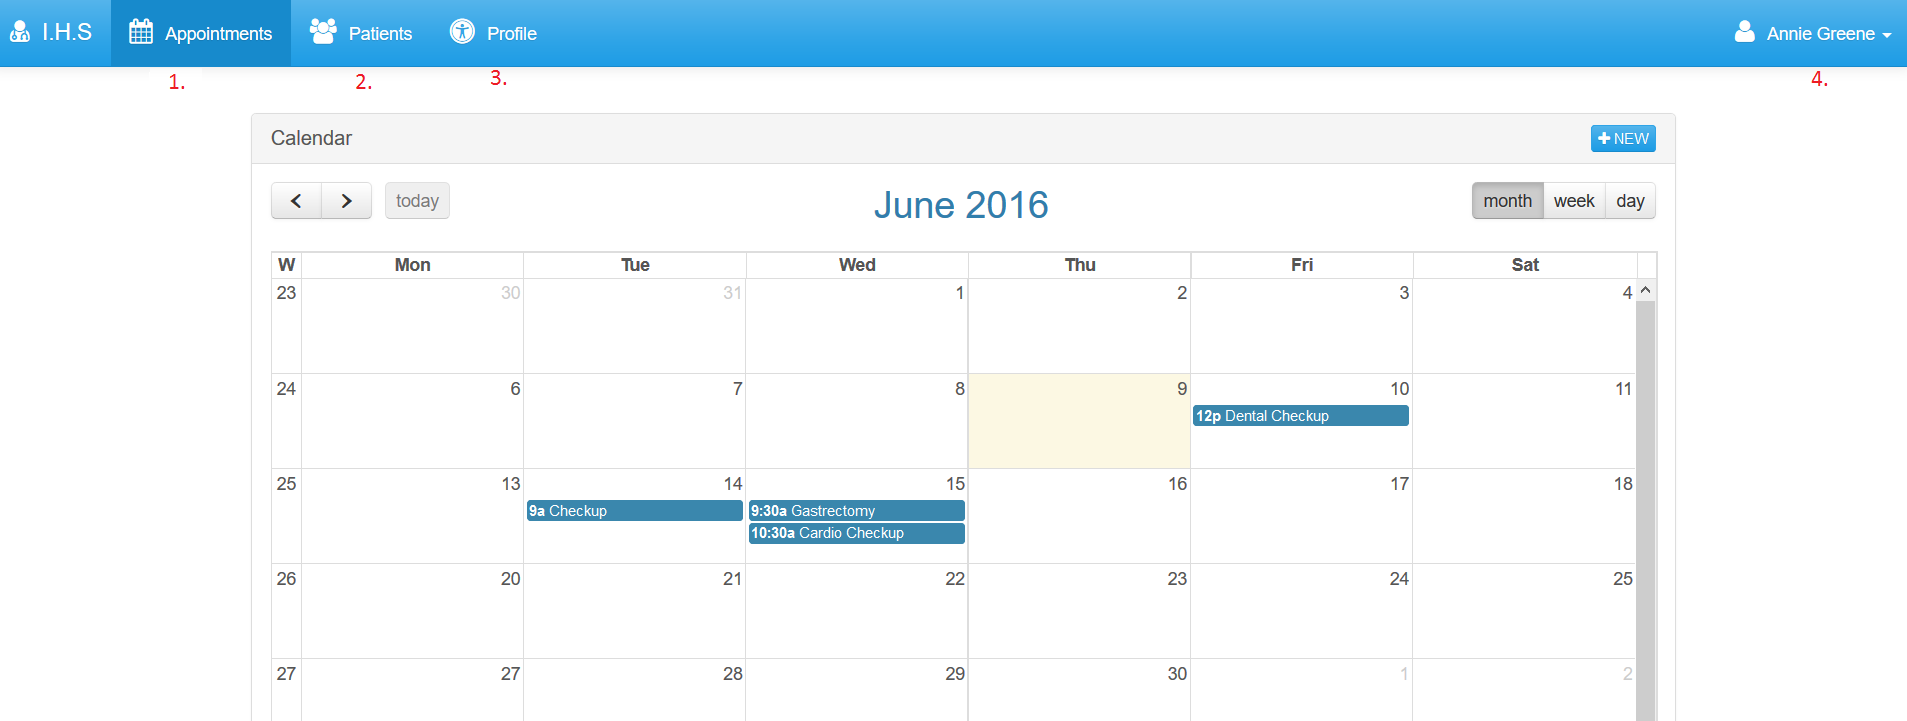 I.H.S Appointments Patients Profile Annie Greene
1. 2. 3. 4.
Calendar NEW
today June 2016 month week day
W Mon Tue Wed Thu Fri Sat
23 30 31 1 2 3 4
24 6 7 8 9 10 11
12p Dental Checkup
25 13 14 15 16 17 18
9a Checkup 9:30a Gastrectomy
10:30a Cardio Checkup
26 20 21 22 23 24 25
27 27 28 29 30 1 2